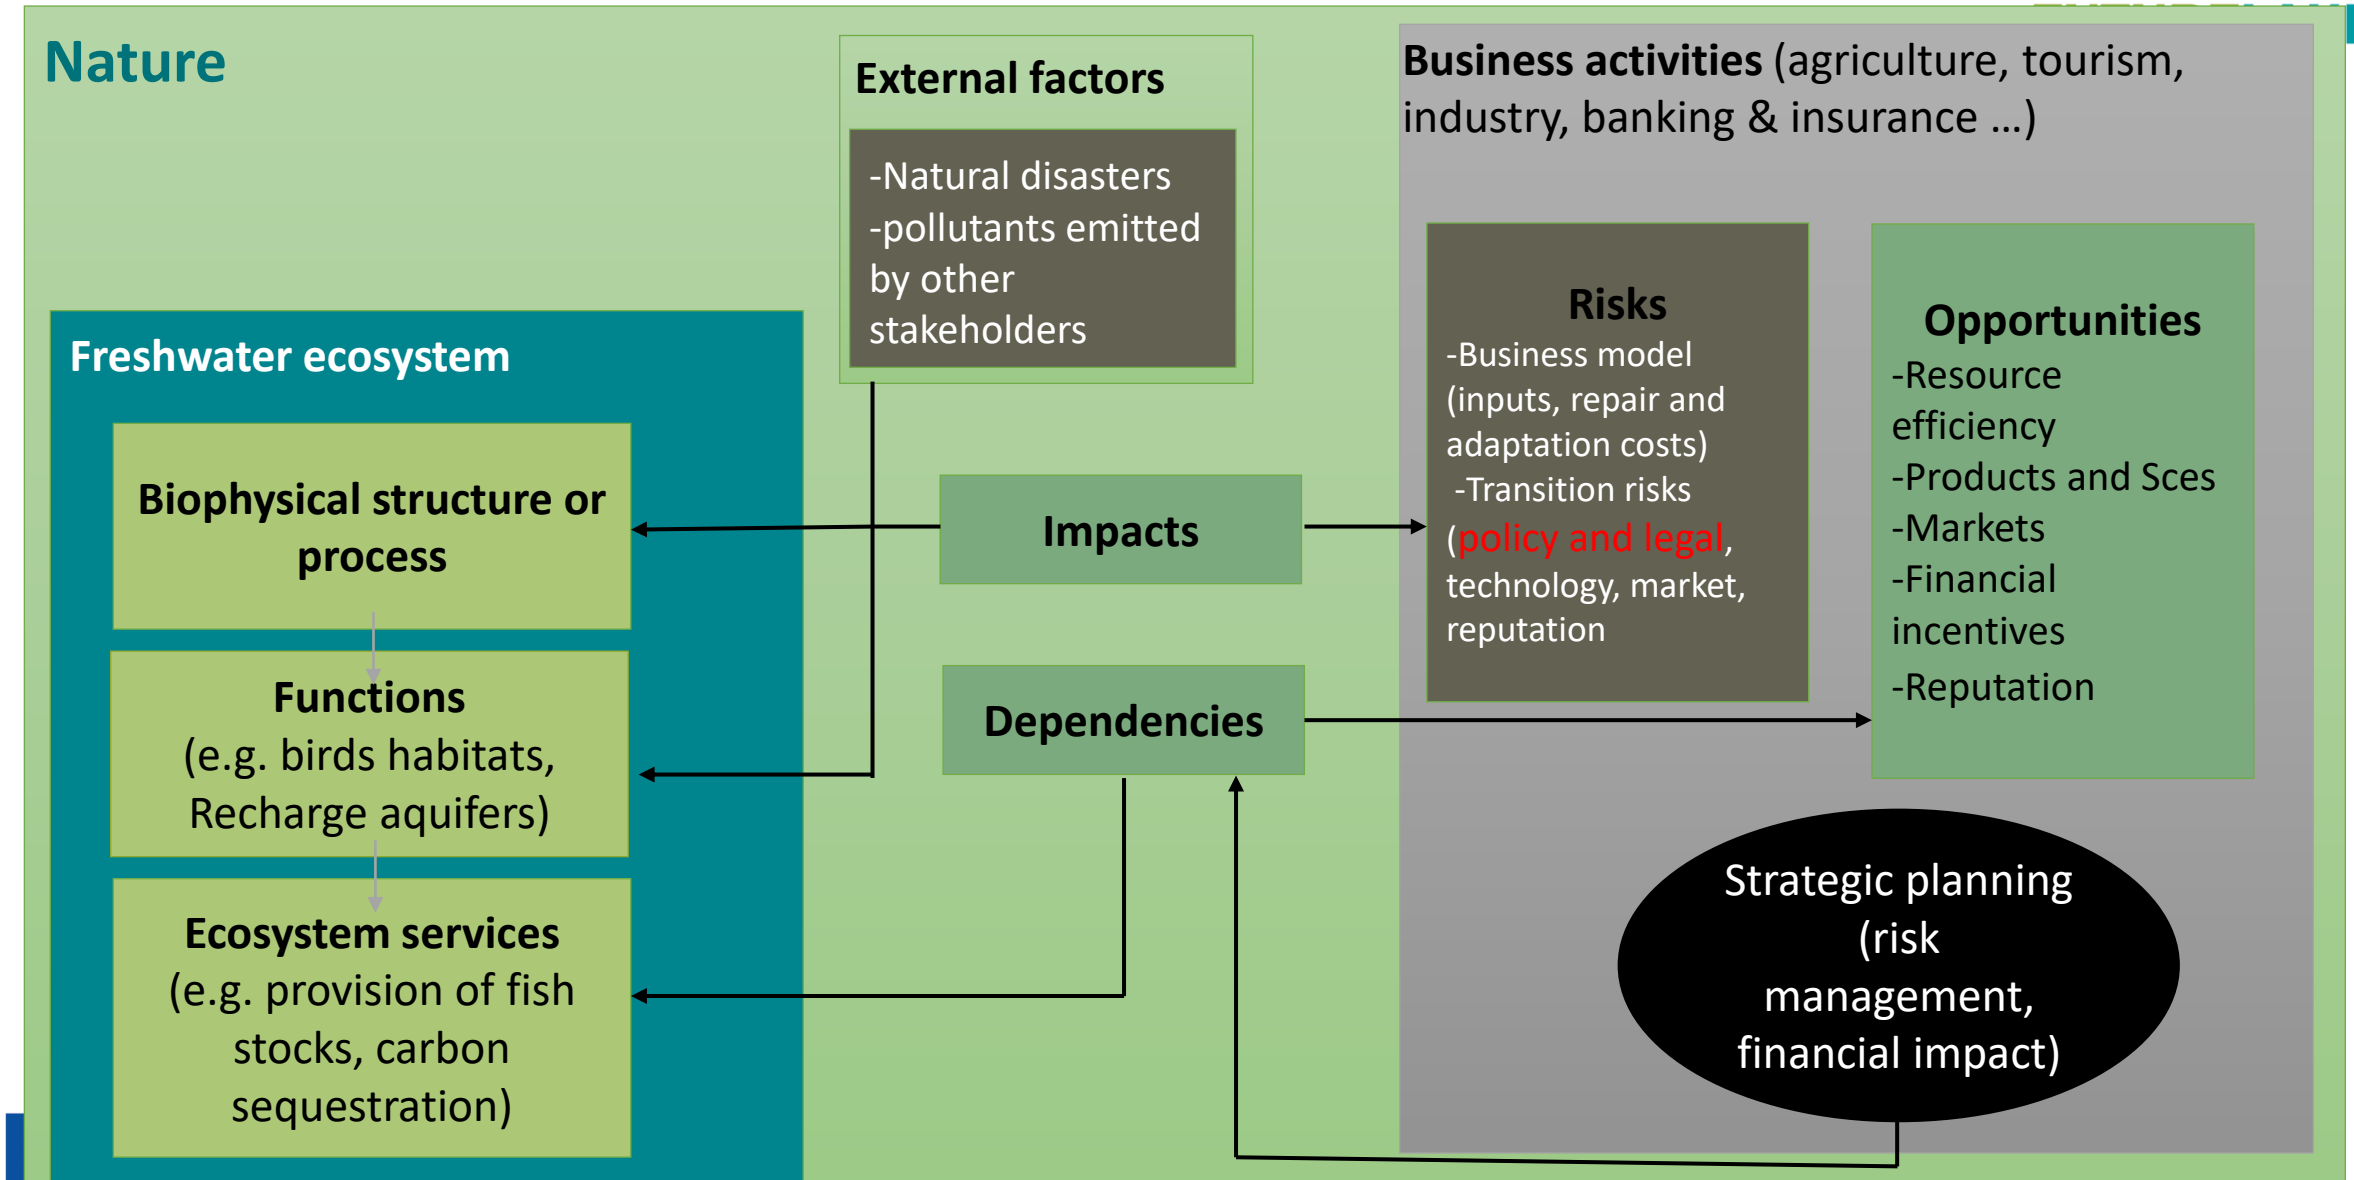 Nature
External factors
-Natural disasters
-pollutants emitted
by other
stakeholders
Business activities (agriculture, tourism,
industry, banking & insurance ...)
Freshwater ecosystem
Biophysical structure or
process
Functions
(e.g. birds habitats,
Recharge aquifers)
Ecosystem services
(e.g. provision of fish
stocks, carbon
sequestration)
Impacts
Dependencies
Risks
-Business model
(inputs, repair and
adaptation costs)
-Transition risks
(policy and legal,
technology, market,
reputation
Opportunities
-Resource
efficiency
-Products and Sces
-Markets
-Financial
incentives
-Reputation
Strategic planning
(risk
management,
financial impact)